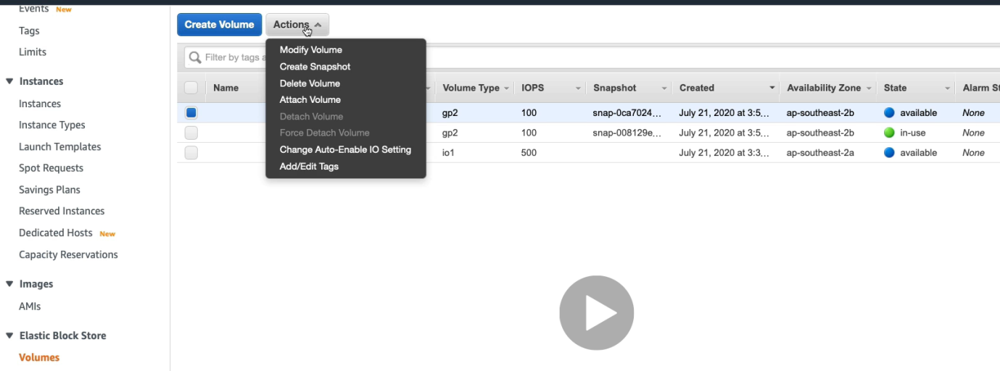 Events New
Tags
Limits
Instances
Instances
Instance Types
Launch Templates
Spot Requests
Savings Plans
Reserved Instances
Dedicated Hosts New
Capacity Reservations
Images
AMIs
Elastic Block Store
Volumes
Create Volume Actions
Filter by tags a
Modify Volume
Create Snapshot
Delete Volume
Attach Volume
Detach Volume
Force Detach Volume
Change Auto-Enable IO Setting
Add/Edit Tags
Name Volume Type IOPS Snapshot Created Availability Zone State Alarm St
gp2 100 snap-0ca7024... July 21, 2020 at 3:5... ap-southeast-2b available None
gp2 100 snap-008129e... July 21, 2020 at 3:5... ap-southeast-2b in-use None
io1 500 July 21, 2020 at 3:3... ap-southeast-2a available None